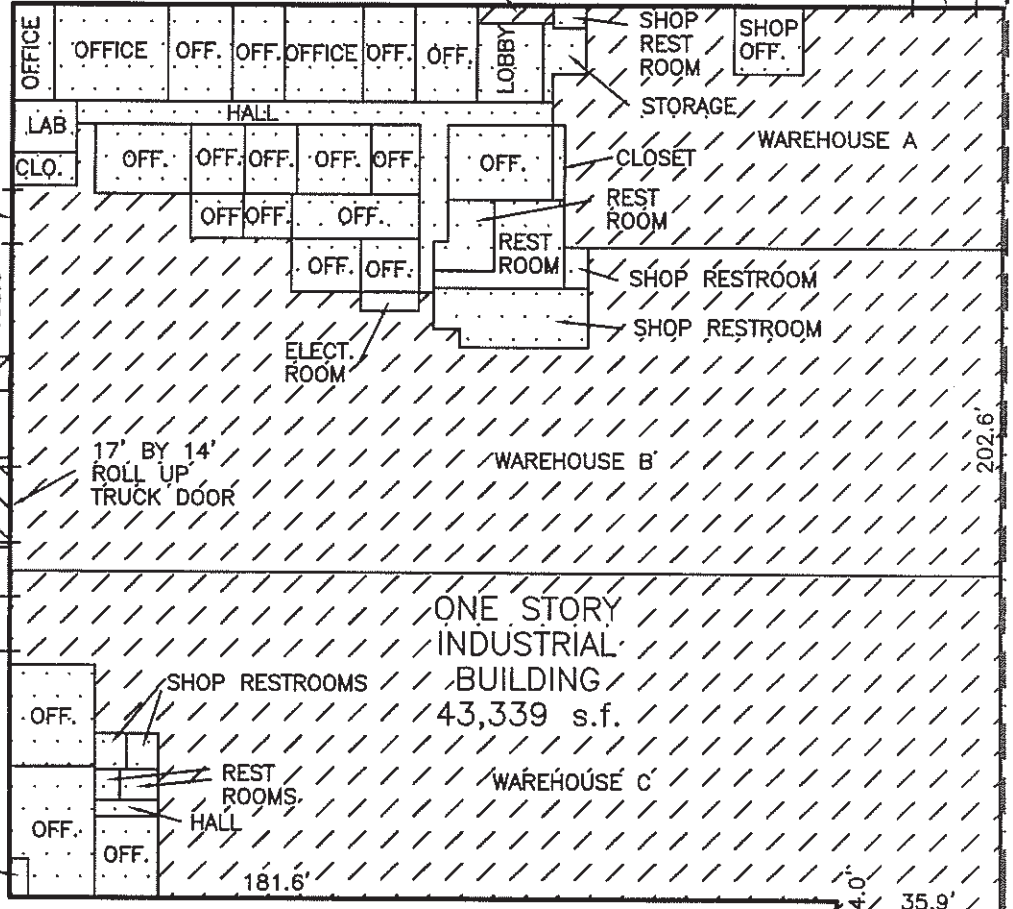 OFFICE
OFFICE
OFF.
OFF.
OFFICE
OFF.
OFF.
LOBBY
SHOP
REST
ROOM
SHOP
OFF.
STORAGE
HALL
LAB
CLO.
WAREHOUSE A
OFF.
OFF.
OFF.
OFF.
OFF.
OFF.
CLOSET
OFF
OFF.
OFF.
REST
ROOM
REST
ROOM
OFF.
OFF.
SHOP RESTROOM
SHOP RESTROOM
ELECT.
ROOM
202.6'
17' BY 14'
ROLL UP
TRUCK DOOR
WAREHOUSE B
ONE STORY
INDUSTRIAL
BUILDING
43,339 s.f.
SHOP RESTROOMS
OFF.
REST
ROOMS
WAREHOUSE C
HALL
OFF.
OFF.
181.6'
4.0"
35.9'